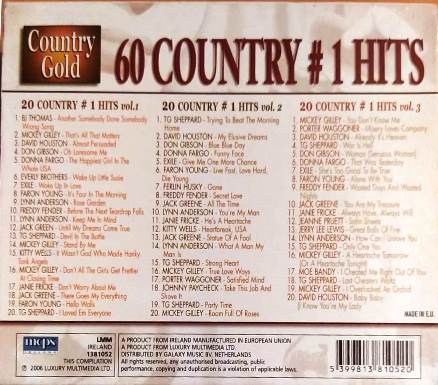 Country
Gold
60 COUNTRY # 1 HITS
20 COUNTRY # 1 HITS vol.1
1. BJ THOMAS - Another Somebody Done Somebody
Wrong Song
2. MICKEY GILLEY - That's All That Matters
3. DAVID HOUSTON - Almost Persuaded
4. DON GIBSON - Oh Lonesome Me
5. DONNA FARGO - The Happiest Girl In The
Whole USA
6. EVERLY BROTHERS - Wake Up Little Susie
7. EXILE - Wake Up In Love
8. FARON YOUNG - It's Four In The Morning
9. LYNN ANDERSON - Rose Garden
10. FREDDY FENDER - Before The Next Teardrop Falls
11. LYNN ANDERSON - Keep Me In Mind
12. JACK GREEN - Until My Dreams Come True
13. TG SHEPPARD - Devil In The Bottle
14. MICKEY GILLEY - Stand By Me
15. KITTY WELLS - It Wasn't God Who Made Honky
Tonk Angels
16. MICKEY GILLEY - Don't All The Girls Get Prettier
At Closing Time
17. JANIE FRICKE - Don't Worry About Me
18. JACK GREENE - There Goes My Everything
19. FARON YOUNG - Hello Walls
20. TG SHEPPARD - I Loved Em Everyone
20 COUNTRY # 1 HITS vol. 2
1. TG SHEPPARD - Trying To Beat The Morning
Home
2. DAVID HOUSTON - My Elusive Dreams
3. DON GIBSON - Blue Blue Day
4. DONNA FARGO - Funny Face
5. EXILE - Give Me One More Chance
6. FARON YOUNG - Live Fast, Love Hard,
Die Young
7. FERLIN HUSKY - Gone
8. FREDDY FENDER - Secret Love
9. JACK GREENE - All The Time
10. LYNN ANDERSON - You're My Man
11. JANIE FRICKE - He's A Heartache
12. KITTY WELLS - Heartbreak, USA
13. JACK GREENE - Statue Of A Fool
14. LYNN ANDERSON - What A Man My Man
Is
15. TG SHEPPARD - Strong Heart
16. MICKEY GILLEY - True Love Ways
17. PORTER WAGGONER - Satisfied Mind
18. JOHNNY PAYCHECK - Take This Job And
Shove It
19. TG SHEPPARD - Party Time
20. MICKEY GILLEY - Room Full Of Roses
20 COUNTRY # 1 HITS vol. 3
1. MICKEY GILLEY - You Don't Know Me
2. PORTER WAGGONER - Misery Loves Company
3. DAVID HOUSTON - Already It's Heaven
4. TG SHEPPARD - War Is Hell
5. DON GIBSON - Woman (Sensuous Woman)
6. DONNA FARGO - That Was Yesterday
7. EXILE - She's Too Good To Be True
8. FARON YOUNG - Alone With You
9. FREDDY FENDER - Wasted Days And Wasted
Nights
10. JACK GREENE - You Are My Treasure
11. JANIE FRICKE - Always Have, Always Will
12. JEANNE PRUETT - Satin Sheets
13. JERRY LEE LEWIS - Great Balls Of Fire
14. LYNN ANDERSON - How Can I Unlove You
15. TG SHEPPARD - Only One You
16. MICKEY GILLEY - A Headache Tomorrow
(Or A Heartache Tonight)
17. MOE BANDY - I Cheated Me Right Out Of You
18. TG SHEPPARD -
19. MICKEY GILLEY - I Overlooked An Orchid
20. DAVID HOUSTON - Baby Baby
(I Know You're My Lady)
MADE IN E.U.
mcps
IRELAND
LMM
IRELAND
1381052
THIS COMPILATION
℗ 2006 LUXURY MULTIMEDIA LTD.
A PRODUCT FROM IRELAND MANUFACTURED IN EUROPEAN UNION
A PRODUCT OF LUXURY MULTIMEDIA LTD.
DISTRIBUTED BY GALAXY MUSIC BV, NETHERLANDS
All rights reserved, any unauthorised broadcasting, public
performance, copying and duplication is a violation of applicable laws.
5 399813 810520